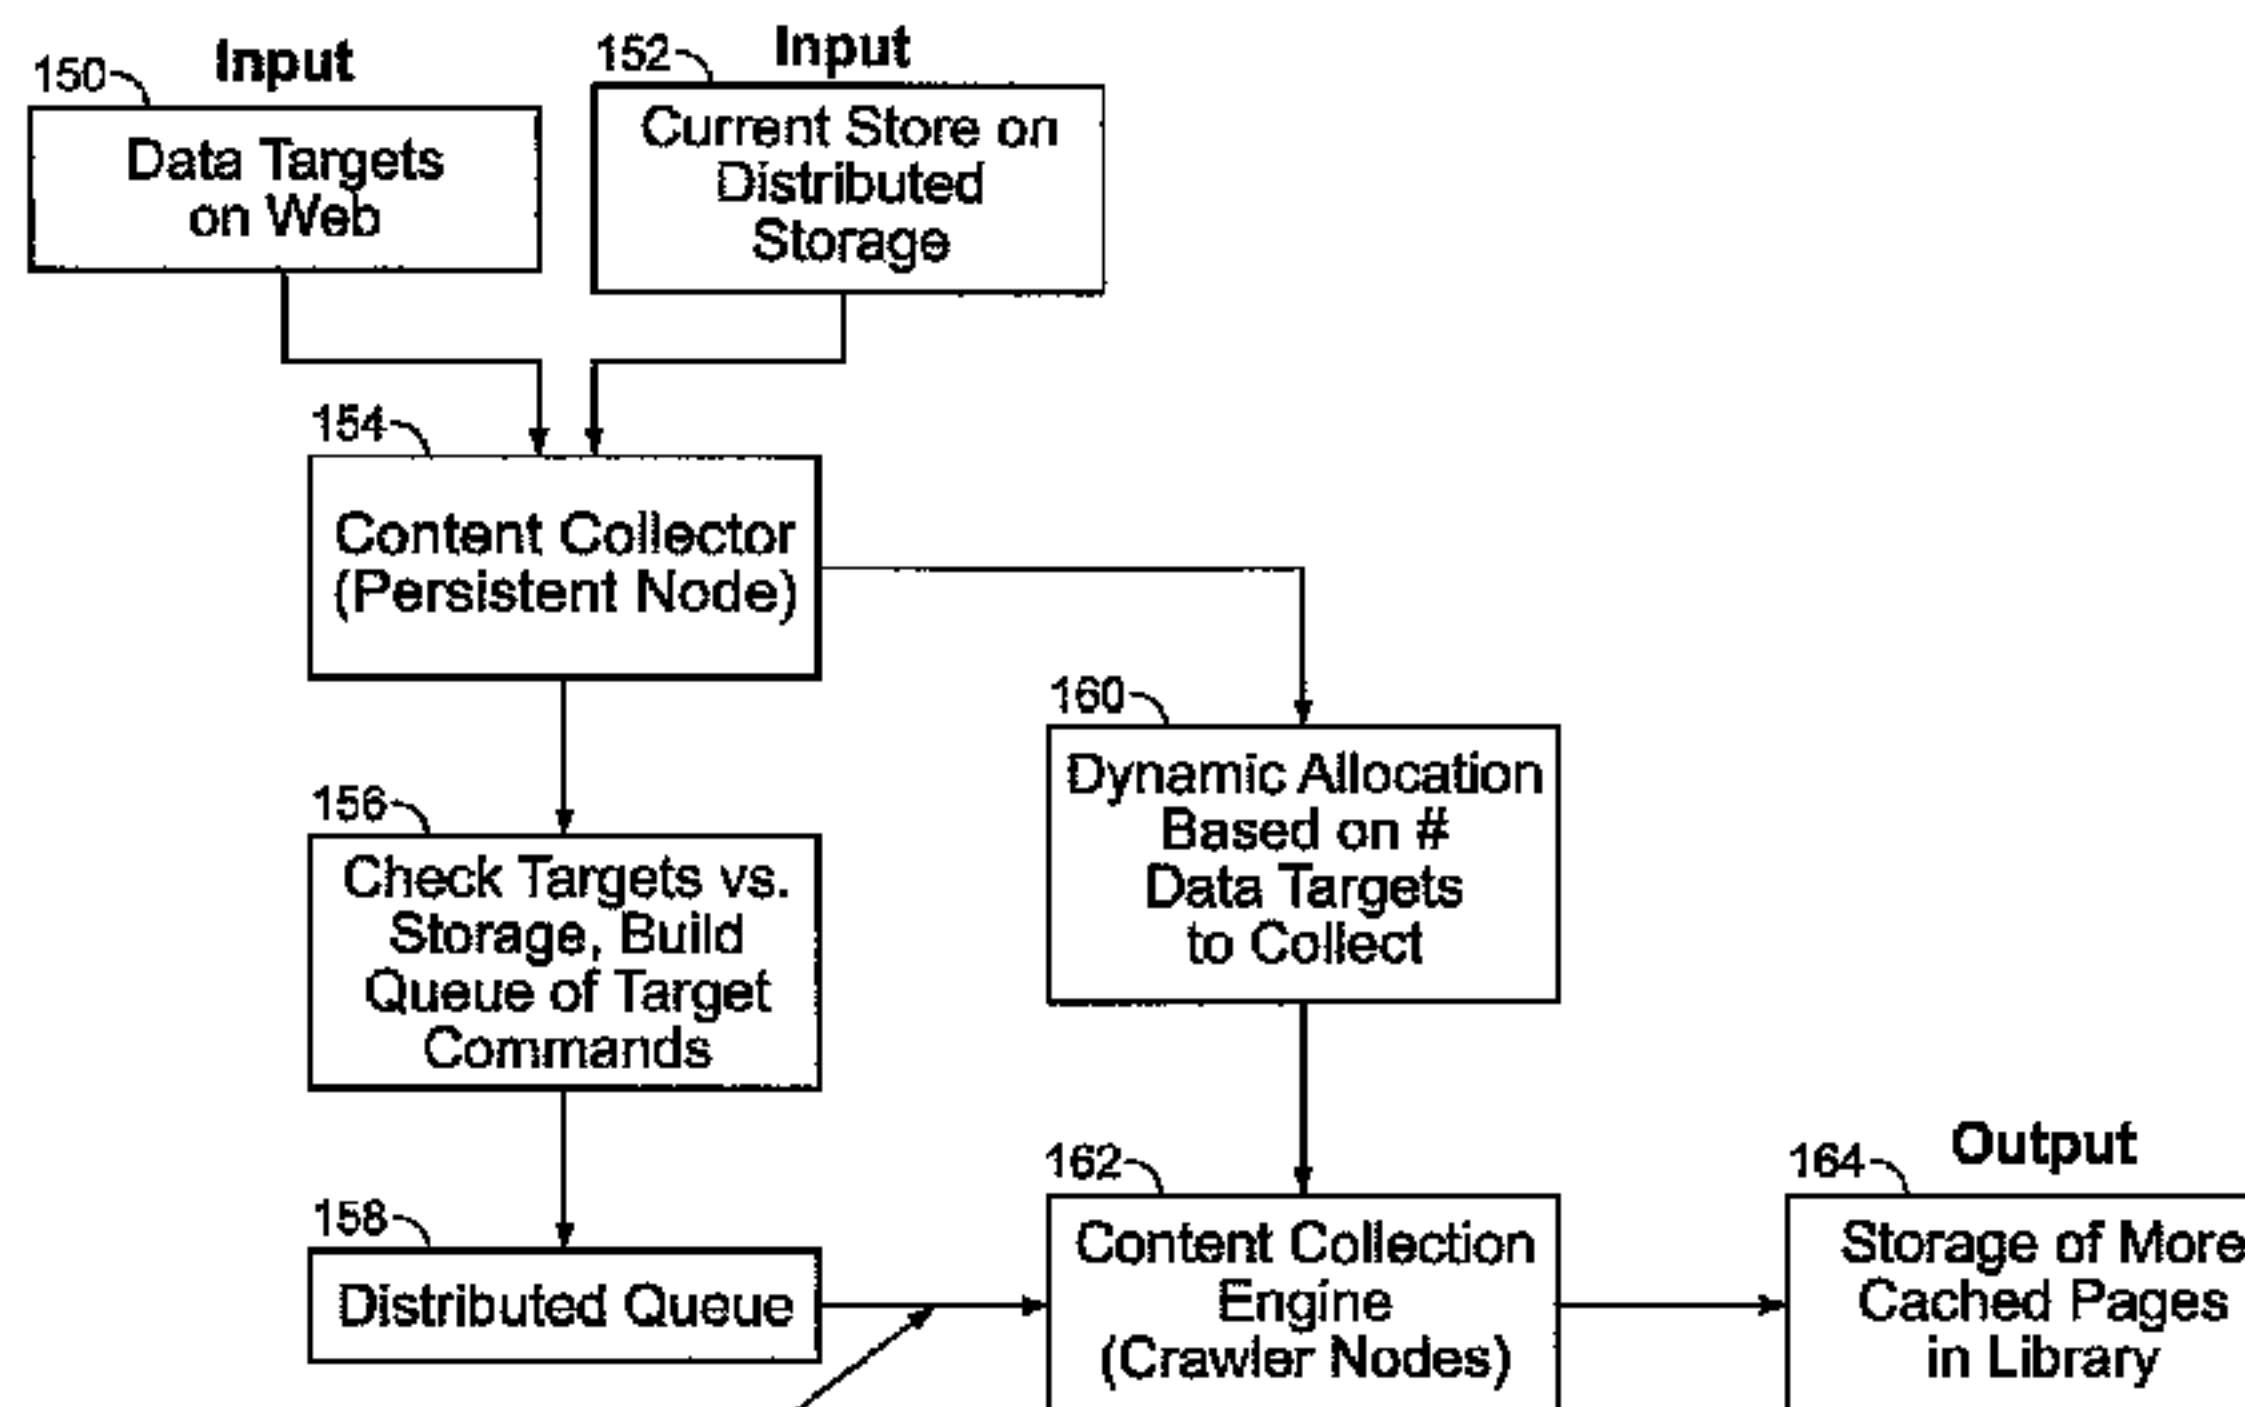 Input
150
Data Targets
on Web
Input
152
Current Store on
Distributed
Storage
154
Content Collector
(Persistent Node)
156
Check Targets vs.
Storage, Build
Queue of Target
Commands
160
Dynamic Allocation
Based on #
Data Targets
to Collect
158
Distributed Queue
162
Content Collection
Engine
(Crawler Nodes)
Output
164
Storage of More
Cached Pages
in Library